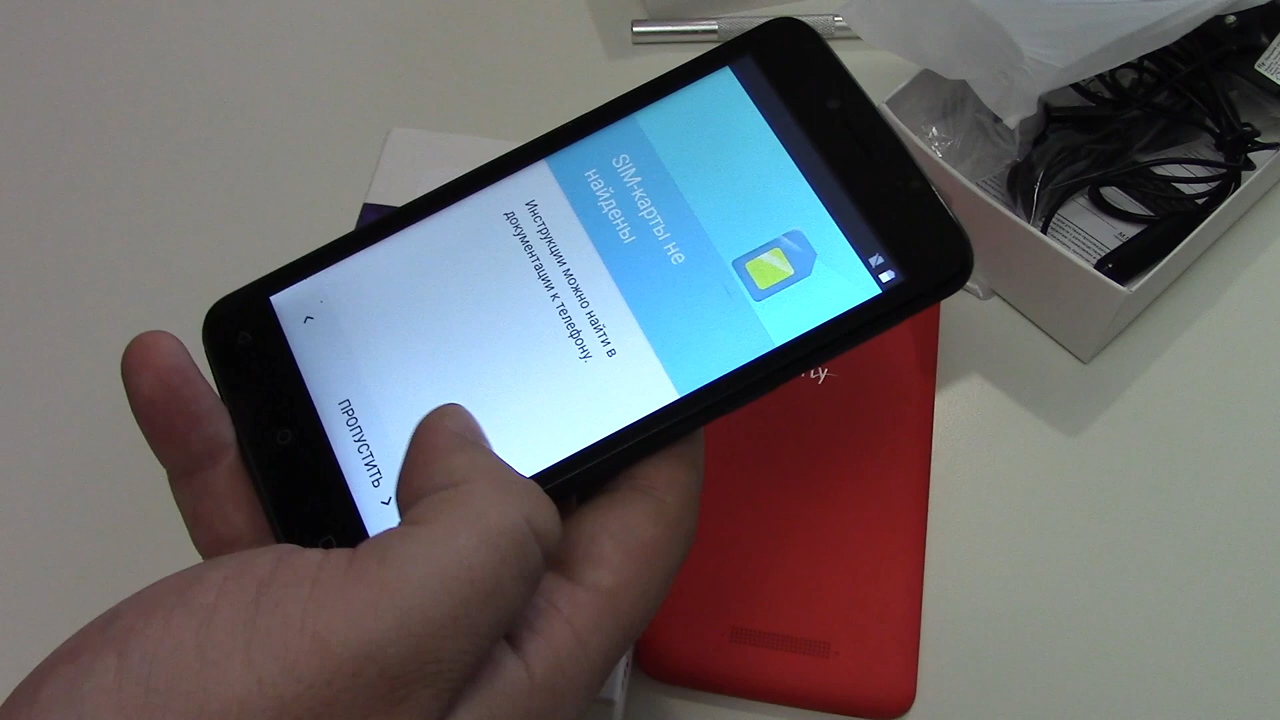 SIM-карты не
найдены
Инструкции можно найти в
документации к телефону.
ПРОПУСТИТЬ